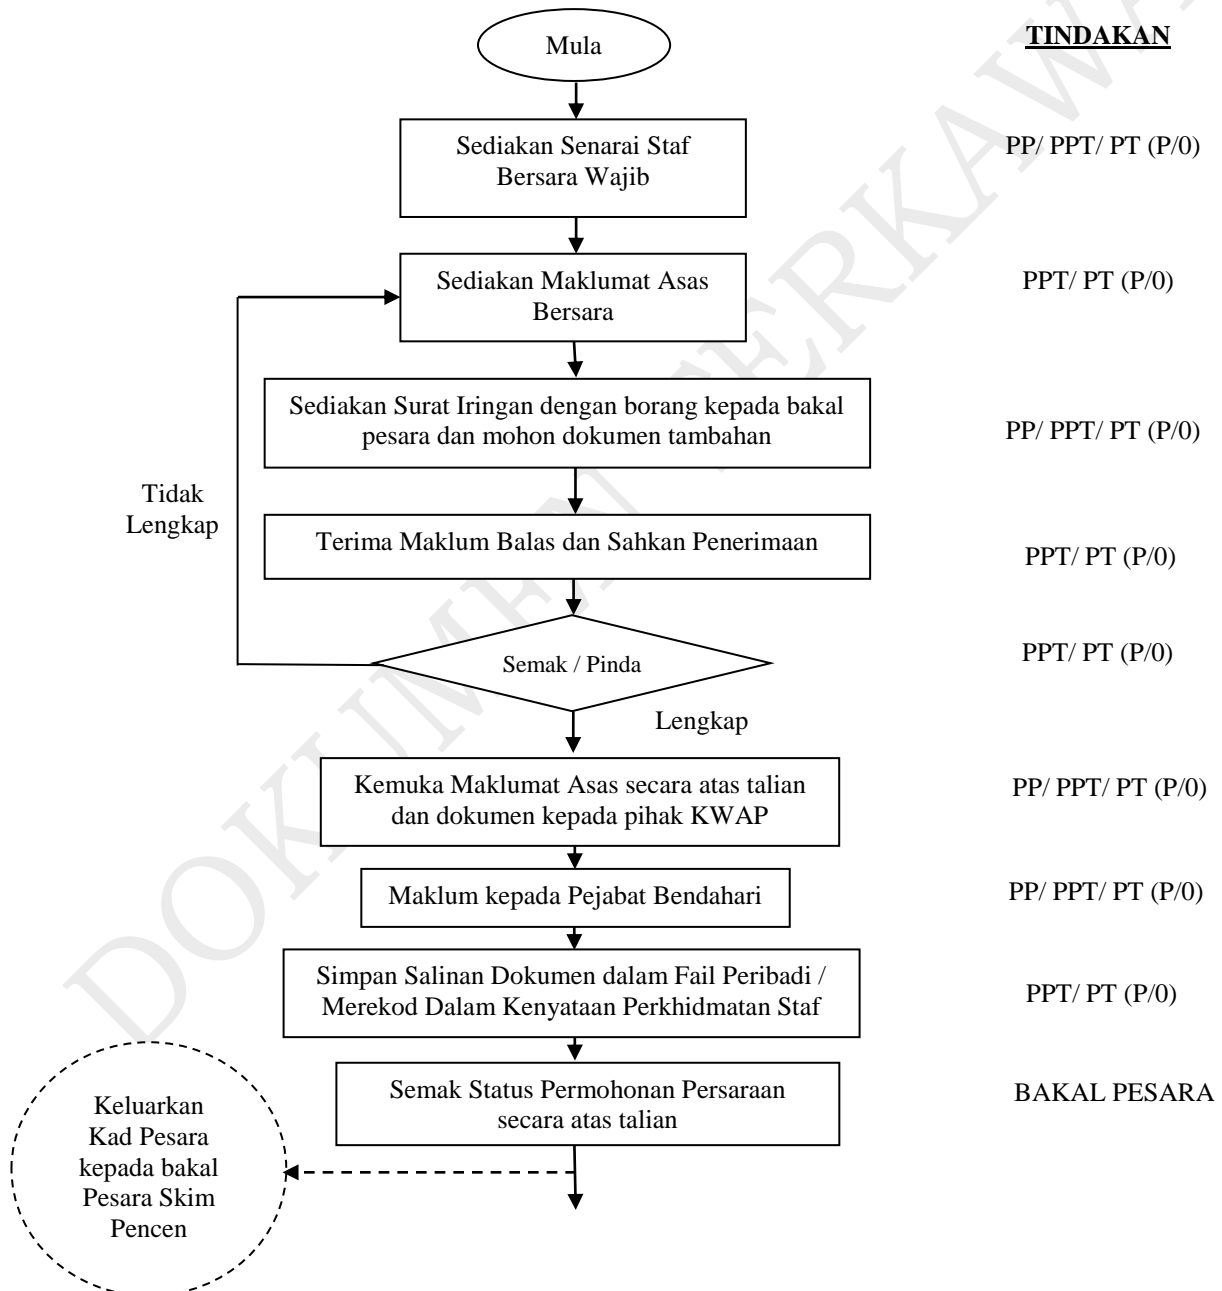 Mula
TINDAKAN
Sediakan Senarai Staf
Bersara Wajib
PP/ PPT/ PT (P/0)
Sediakan Maklumat Asas
Bersara
PPT/ PT (P/0)
Sediakan Surat Iringan dengan borang kepada bakal
pesara dan mohon dokumen tambahan
PP/ PPT/ PT (P/0)
Tidak
Lengkap
Terima Maklum Balas dan Sahkan Penerimaan
PPT/ PT (P/0)
Semak / Pinda
PPT/ PT (P/0)
Lengkap
Kemuka Maklumat Asas secara atas talian
dan dokumen kepada pihak KWAP
PP/ PPT/ PT (P/0)
Maklum kepada Pejabat Bendahari
PP/ PPT/ PT (P/0)
Simpan Salinan Dokumen dalam Fail Peribadi /
Merekod Dalam Kenyataan Perkhidmatan Staf
PPT/ PT (P/0)
Semak Status Permohonan Persaraan
secara atas talian
BAKAL PESARA
Keluarkan
Kad Pesara
kepada bakal
Pesara Skim
Pencen
DOKUMEN TERKAWA